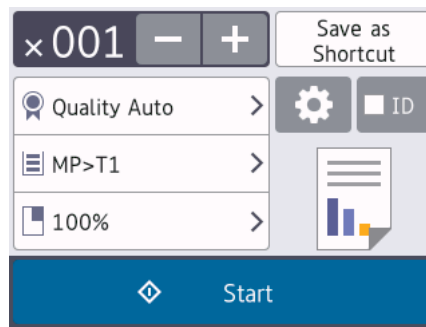 ×001 − +
Save as
Shortcut
Quality Auto >
ID
MP>T1 >
100% >
Start